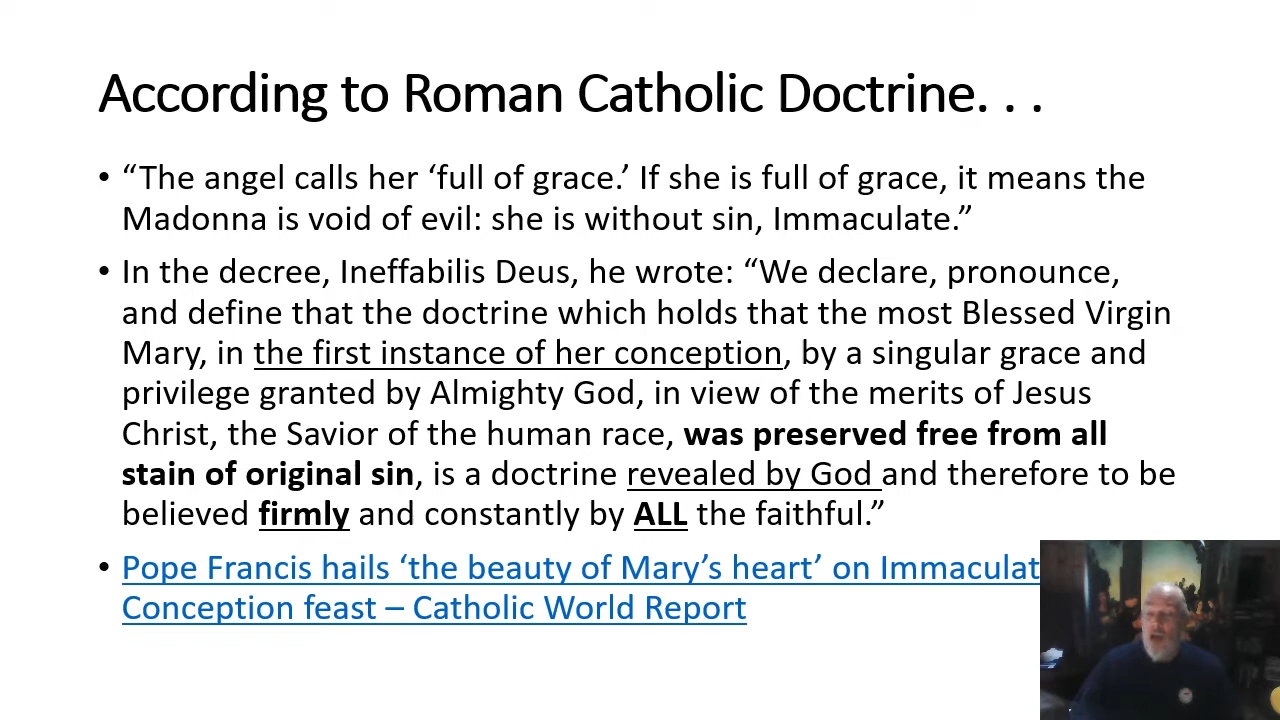 According to Roman Catholic Doctrine. . .
• “The angel calls her ‘full of grace.’ If she is full of grace, it means the
Madonna is void of evil: she is without sin, Immaculate.”
• In the decree, Ineffabilis Deus, he wrote: “We declare, pronounce,
and define that the doctrine which holds that the most Blessed Virgin
Mary, in the first instance of her conception, by a singular grace and
privilege granted by Almighty God, in view of the merits of Jesus
Christ, the Savior of the human race, was preserved free from all
stain of original sin, is a doctrine revealed by God and therefore to be
believed firmly and constantly by ALL the faithful.”
• Pope Francis hails ‘the beauty of Mary’s heart’ on Immaculat
Conception feast – Catholic World Report